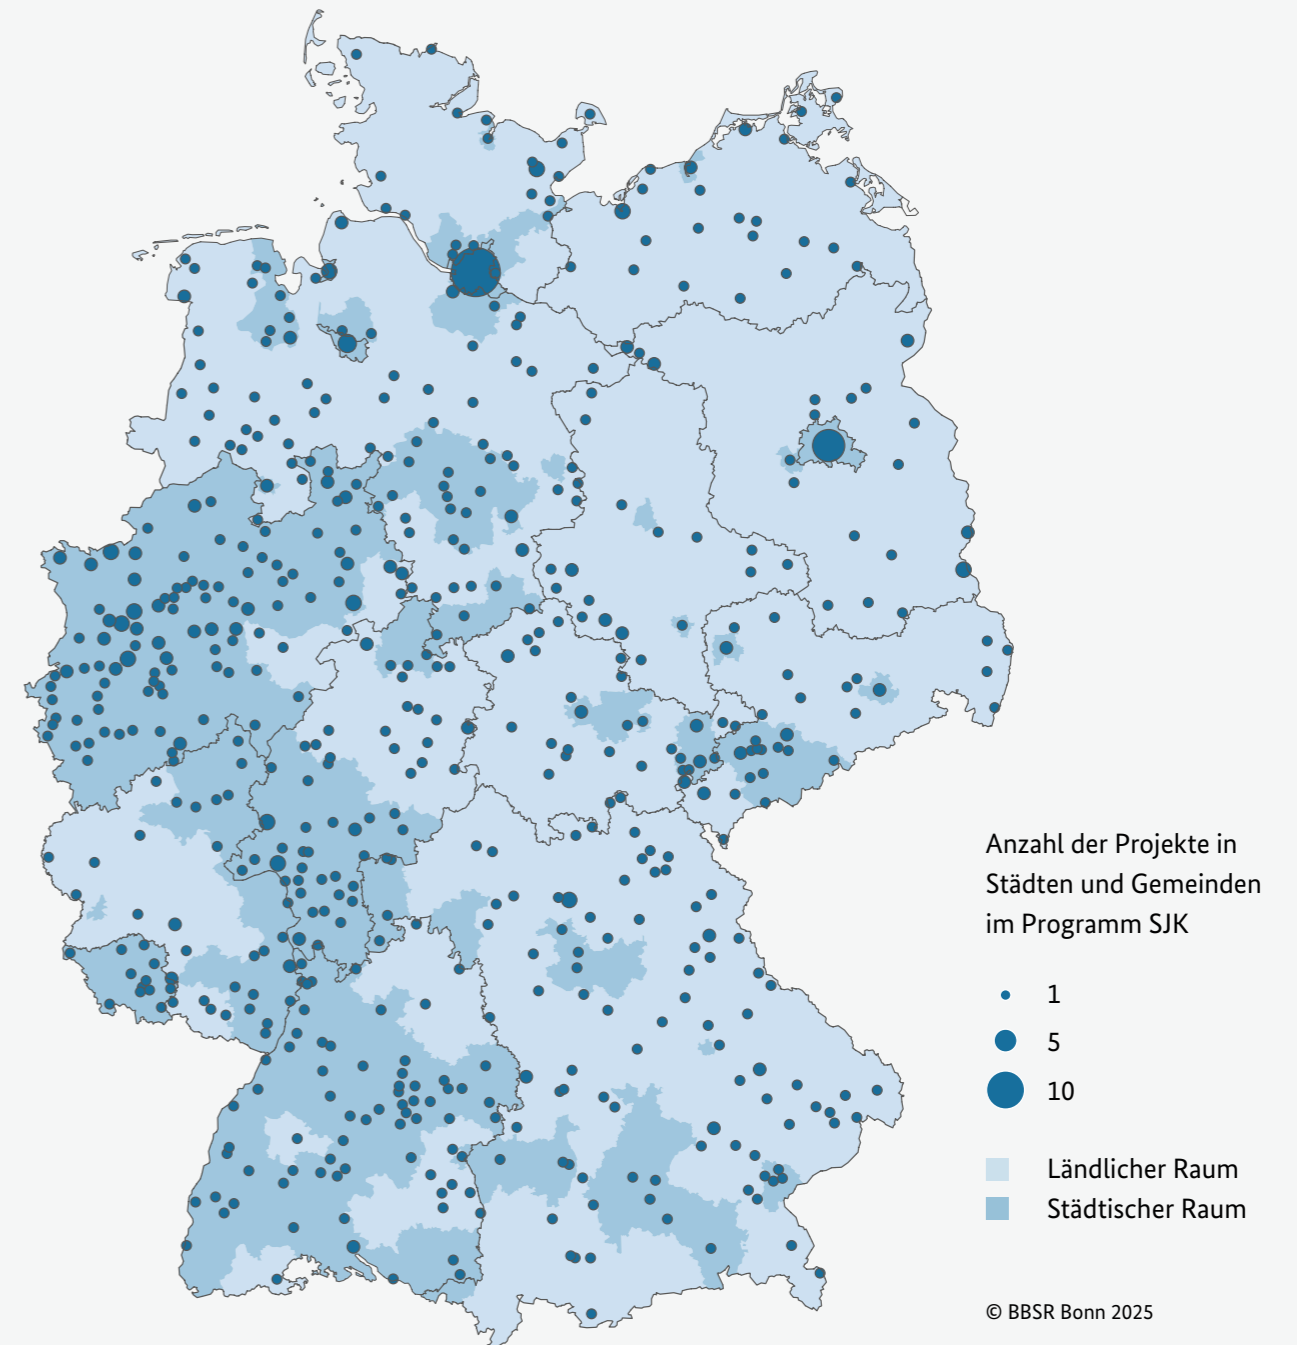 Anzahl der Projekte in
Städten und Gemeinden
im Programm SJK
1
5
10
Ländlicher Raum
Städtischer Raum
© BBSR Bonn 2025